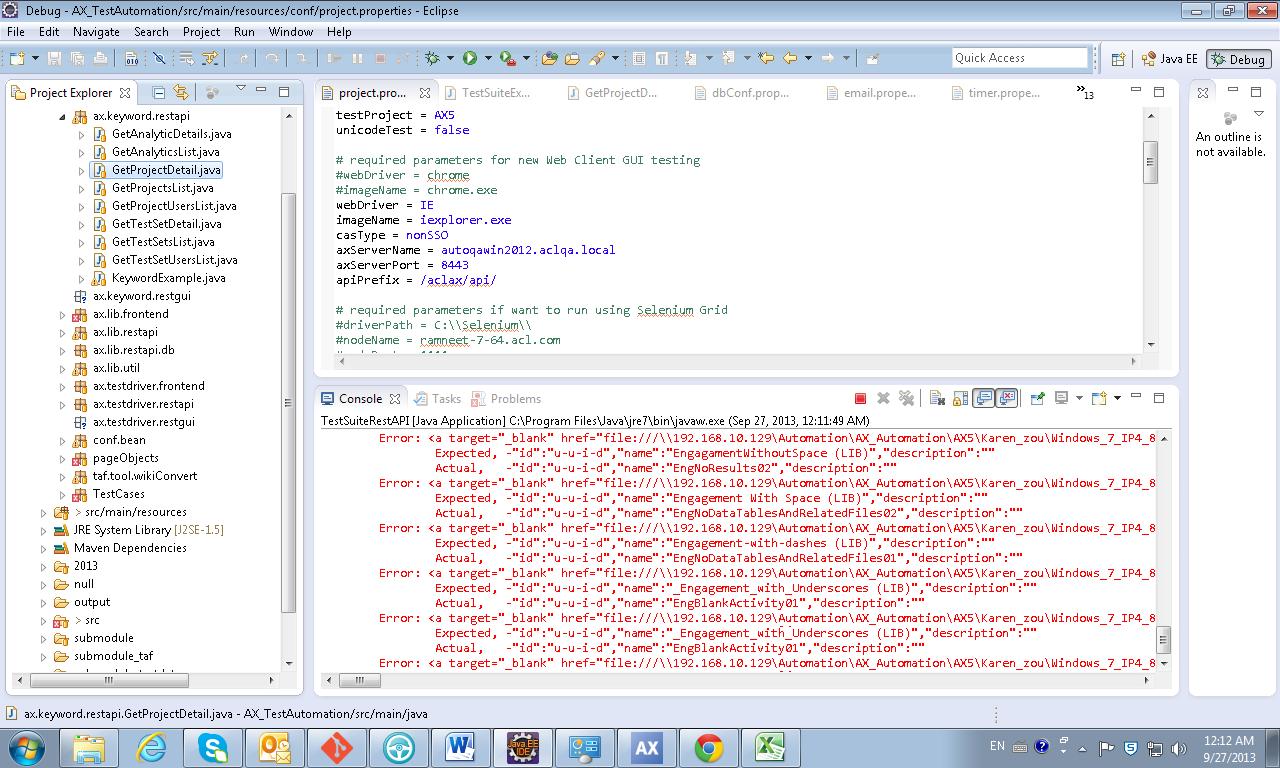 Debug - AX_TestAutomation/src/main/resources/conf/project.properties - Eclipse
File Edit Navigate Search Project Run Window Help
Quick Access
Java EE
Debug
Project Explorer
ax.keyword.restapi
GetAnalyticDetails.java
GetAnalyticsList.java
GetProjectDetail.java
GetProjectsList.java
GetProjectUsersList.java
GetTestSetDetail.java
GetTestSetsList.java
GetTestSetUsersList.java
KeywordExample.java
ax.keyword.restgui
ax.lib.frontend
ax.lib.restapi
ax.lib.restapi.db
ax.lib.util
ax.testdriver.frontend
ax.testdriver.restapi
ax.testdriver.restgui
conf.bean
pageObjects
taf.tool.wikiConvert
TestCases
> src/main/resources
JRE System Library [J2SE-1.5]
Maven Dependencies
2013
null
output
> src
submodule
submodule_taf
project.pro... TestSuiteEx... GetProjectD... dbConf.prop... email.prope... timer.prope... »13
testProject = AX5
unicodeTest = false
# required parameters for new Web Client GUI testing
#webDriver = chrome
#imageName = chrome.exe
webDriver = IE
imageName = iexplorer.exe
casType = nonSSO
axServerName = autoqawin2012.aclqa.local
axServerPort = 8443
apiPrefix = /aclax/api/
# required parameters if want to run using Selenium Grid
#driverPath = C:\\Selenium\\
#nodeName = ramneet-7-64.acl.com
An outline is
not available.
Console Tasks Problems
TestSuiteRestAPI [Java Application] C:\Program Files\Java\jre7\bin\javaw.exe (Sep 27, 2013, 12:11:49 AM)
Error: <a target="_blank" href="file:///\\192.168.10.129\Automation\AX_Automation\AX5\Karen_zou\Windows_7_IP4_8
Expected, -"id":"u-u-i-d","name":"EngagamentWithoutSpace (LIB)","description":""
Actual, -"id":"u-u-i-d","name":"EngNoResults02","description":""
Error: <a target="_blank" href="file:///\\192.168.10.129\Automation\AX_Automation\AX5\Karen_zou\Windows_7_IP4_8
Expected, -"id":"u-u-i-d","name":"Engagement With Space (LIB)","description":""
Actual, -"id":"u-u-i-d","name":"EngNoDataTablesAndRelatedFiles02","description":""
Error: <a target="_blank" href="file:///\\192.168.10.129\Automation\AX_Automation\AX5\Karen_zou\Windows_7_IP4_8
Expected, -"id":"u-u-i-d","name":"Engagement-with-dashes (LIB)","description":""
Actual, -"id":"u-u-i-d","name":"EngNoDataTablesAndRelatedFiles01","description":""
Error: <a target="_blank" href="file:///\\192.168.10.129\Automation\AX_Automation\AX5\Karen_zou\Windows_7_IP4_8
Expected, -"id":"u-u-i-d","name":"_Engagement_with_Underscores (LIB)","description":""
Actual, -"id":"u-u-i-d","name":"EngBlankActivity01","description":""
Error: <a target="_blank" href="file:///\\192.168.10.129\Automation\AX_Automation\AX5\Karen_zou\Windows_7_IP4_8
Expected, -"id":"u-u-i-d","name":"_Engagement_with_Underscores (LIB)","description":""
Actual, -"id":"u-u-i-d","name":"EngBlankActivity01","description":""
Error: <a target="_blank" href="file:///\\192.168.10.129\Automation\AX_Automation\AX5\Karen_zou\Windows_7_IP4_8
ax.keyword.restapi.GetProjectDetail.java - AX_TestAutomation/src/main/java
Java EE
IDE
AX
EN
12:12 AM
9/27/2013